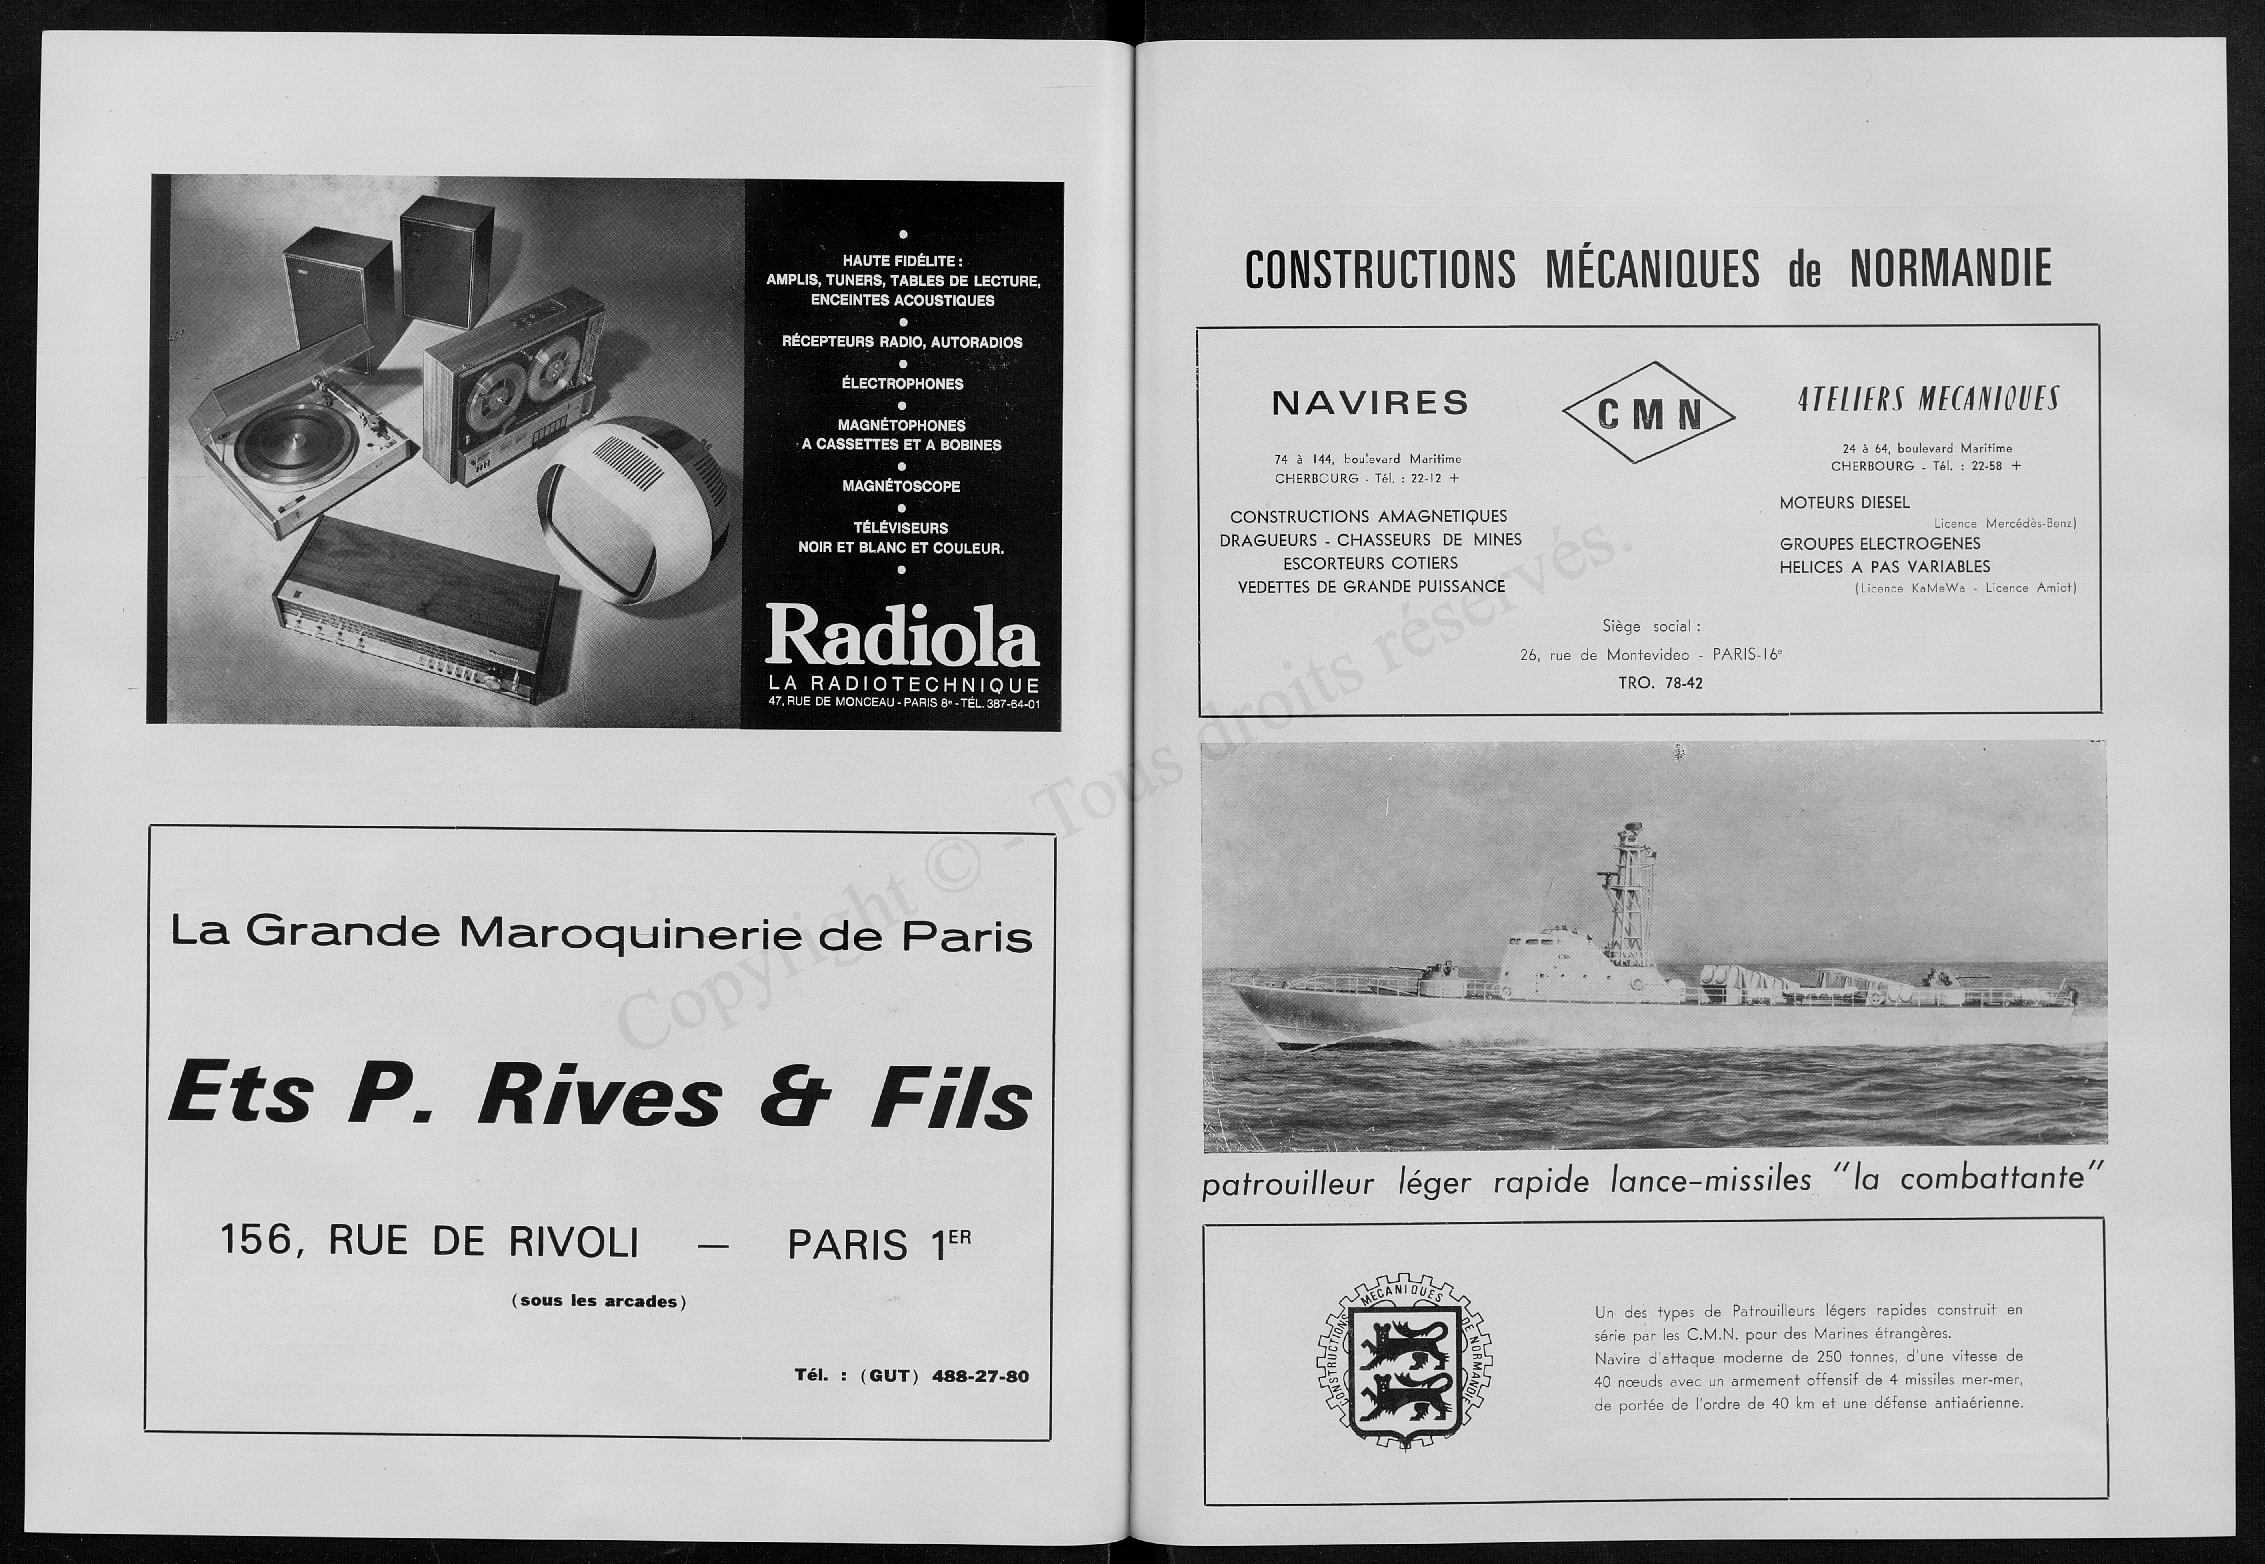 HAUTE FIDÉLITE :
AMPLIS, TUNERS, TABLES DE LECTURE,
ENCEINTES ACOUSTIQUES
RÉCEPTEURS RADIO, AUTORADIOS
ÉLECTROPHONES
MAGNÉTOPHONES
A CASSETTES ET A BOBINES
MAGNÉTOSCOPE
TÉLÉVISEURS
NOIR ET BLANC ET COULEUR.
Radiola
LA RADIOTECHNIQUE
47, RUE DE MONCEAU - PARIS 8e - TÉL. 387-64-01
La Grande Maroquinerie de Paris
Ets P. Rives & Fils
156, RUE DE RIVOLI — PARIS 1ER
(sous les arcades)
Tél. : (GUT) 488-27-80
CONSTRUCTIONS MÉCANIQUES de NORMANDIE
NAVIRES
74 à 144, boulevard Maritime
CHERBOURG - Tél. : 22-12 +
CONSTRUCTIONS AMAGNETIQUES
DRAGUEURS - CHASSEURS DE MINES
ESCORTEURS COTIERS
VEDETTES DE GRANDE PUISSANCE
CMN
ATELIERS MECANIQUES
24 à 64, boulevard Maritime
CHERBOURG - Tél. : 22-58 +
MOTEURS DIESEL
Licence Mercédès-Benz)
GROUPES ELECTROGENES
HELICES A PAS VARIABLES
(Licence KaMeWa - Licence Amiot)
Siège social :
26, rue de Montevideo - PARIS-16e
TRO. 78-42
patrouilleur léger rapide lance-missiles "la combattante"
CONSTRUCTIONS MECANIQUES DE NORMANDIE
Un des types de Patrouilleurs légers rapides construit en
série par les C.M.N. pour des Marines étrangères.
Navire d'attaque moderne de 250 tonnes, d'une vitesse de
40 nœuds avec un armement offensif de 4 missiles mer-mer,
de portée de l'ordre de 40 km et une défense antiaérienne.
Copyright © - Tous droits réservés.